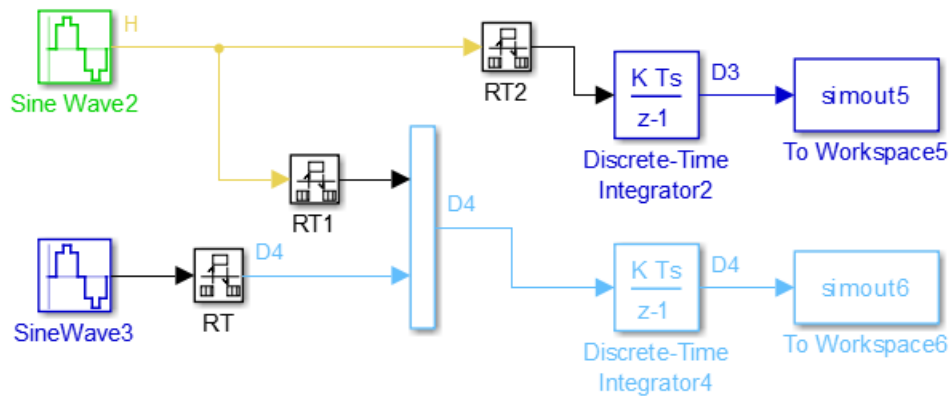 H
Sine Wave2
RT2
K Ts
z-1
D3
simout5
Discrete-Time
Integrator2
To Workspace5
RT1
D4
SineWave3
D4
RT
K Ts
z-1
D4
simout6
Discrete-Time
Integrator4
To Workspace6